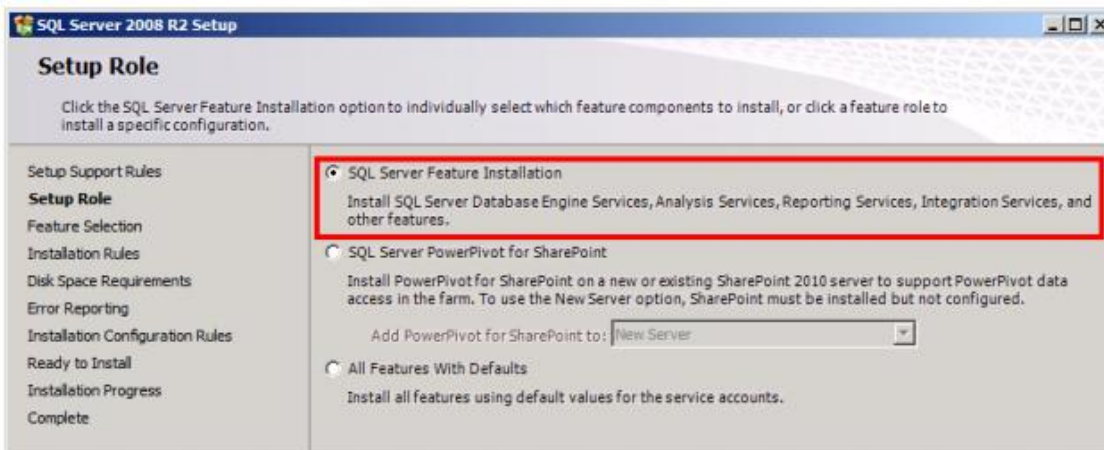 SQL Server 2008 R2 Setup
Setup Role
Click the SQL Server Feature Installation option to individually select which feature components to install, or click a feature role to
install a specific configuration.
Setup Support Rules
Setup Role
Feature Selection
Installation Rules
Disk Space Requirements
Error Reporting
Installation Configuration Rules
Ready to Install
Installation Progress
Complete
SQL Server Feature Installation
Install SQL Server Database Engine Services, Analysis Services, Reporting Services, Integration Services, and
other features.
SQL Server PowerPivot for SharePoint
Install PowerPivot for SharePoint on a new or existing SharePoint 2010 server to support PowerPivot data
access in the farm. To use the New Server option, SharePoint must be installed but not configured.
Add PowerPivot for SharePoint to: New Server
All Features With Defaults
Install all features using default values for the service accounts.